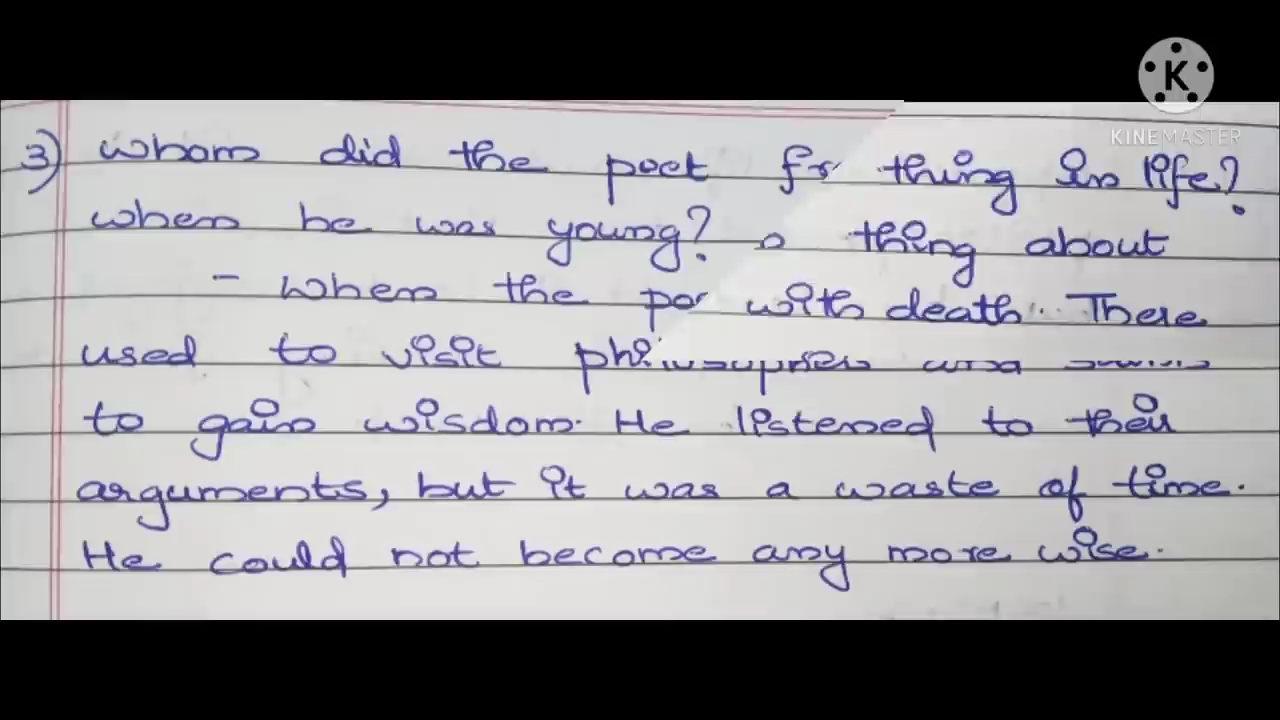 K
KINEMASTER
3) whom did the poet fr thing in life?
when he was young? thing about
- when the po with death. There
used to visit and
to gain wisdom. He listened to their
arguments, but it was a waste of time.
He could not become any more wise.